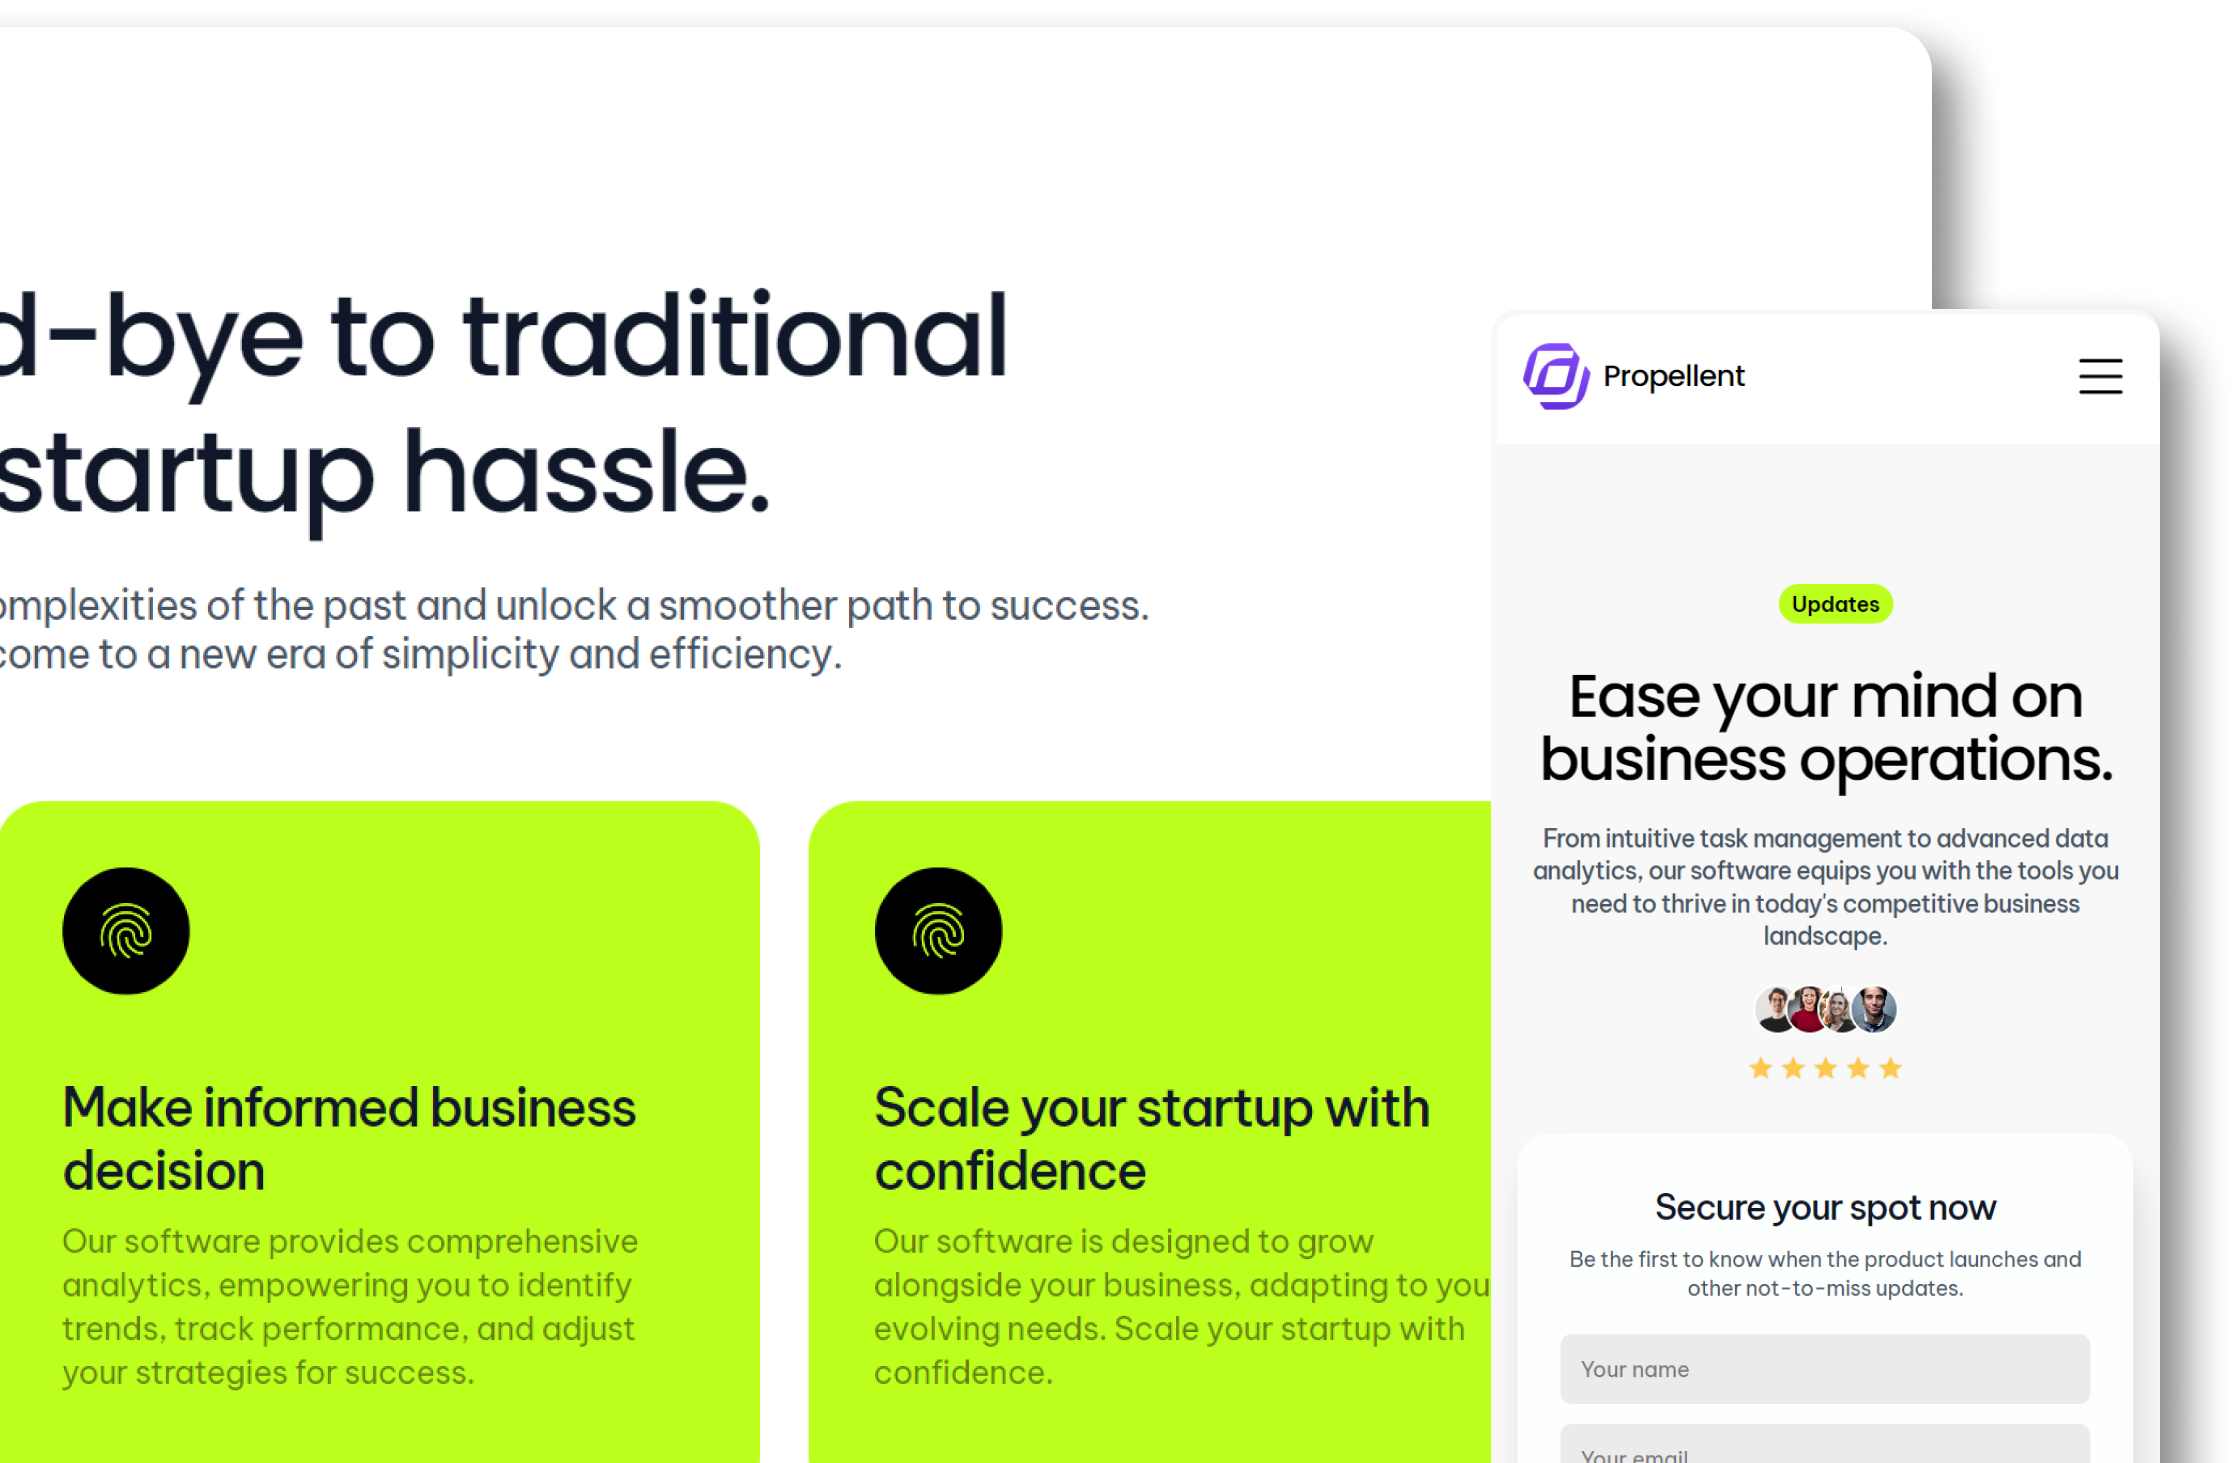 d-bye to traditional
startup hassle.
omplexities of the past and unlock a smoother path to success.
come to a new era of simplicity and efficiency.
Make informed business
decision
Our software provides comprehensive
analytics, empowering you to identify
trends, track performance, and adjust
your strategies for success.
Scale your startup with
confidence
Our software is designed to grow
alongside your business, adapting to you
evolving needs. Scale your startup with
confidence.
Propellent
Updates
Ease your mind on
business operations.
From intuitive task management to advanced data
analytics, our software equips you with the tools you
need to thrive in today's competitive business
landscape.
Secure your spot now
Be the first to know when the product launches and
other not-to-miss updates.
Your name
Your email